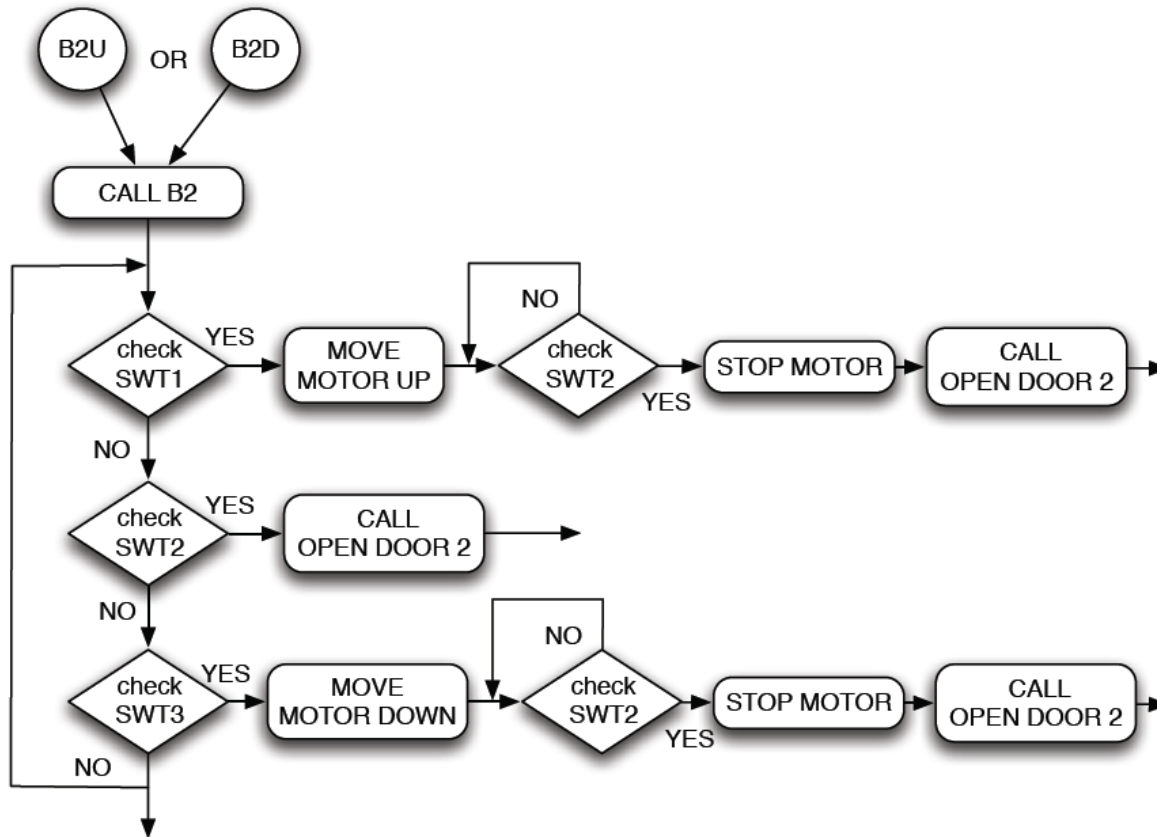 B2U
OR
B2D
CALL B2
NO
check
SWT1
YES
MOVE
MOTOR UP
check
SWT2
YES
STOP MOTOR
CALL
OPEN DOOR 2
NO
check
SWT2
YES
CALL
OPEN DOOR 2
NO
NO
check
SWT3
YES
MOVE
MOTOR DOWN
check
SWT2
YES
STOP MOTOR
CALL
OPEN DOOR 2
NO